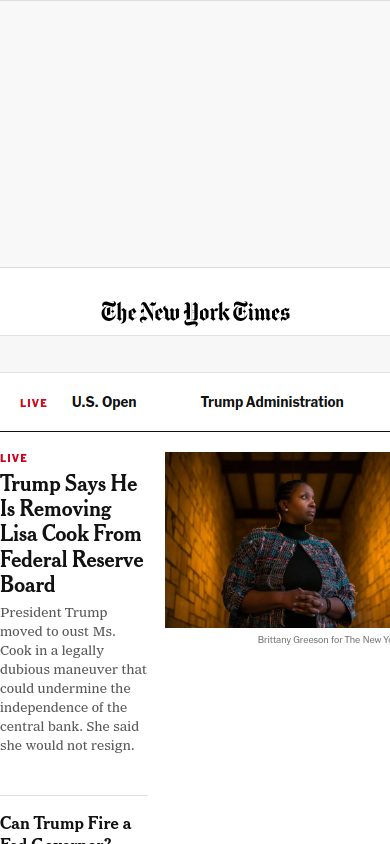 The New York Times
LIVE
U.S. Open
Trump Administration
LIVE
Trump Says He
Is Removing
Lisa Cook From
Federal Reserve
Board
President Trump
moved to oust Ms.
Cook in a legally
dubious maneuver that
could undermine the
independence of the
central bank. She said
she would not resign.
Brittany Greeson for The New Yo
Can Trump Fire a
Fed Governor?